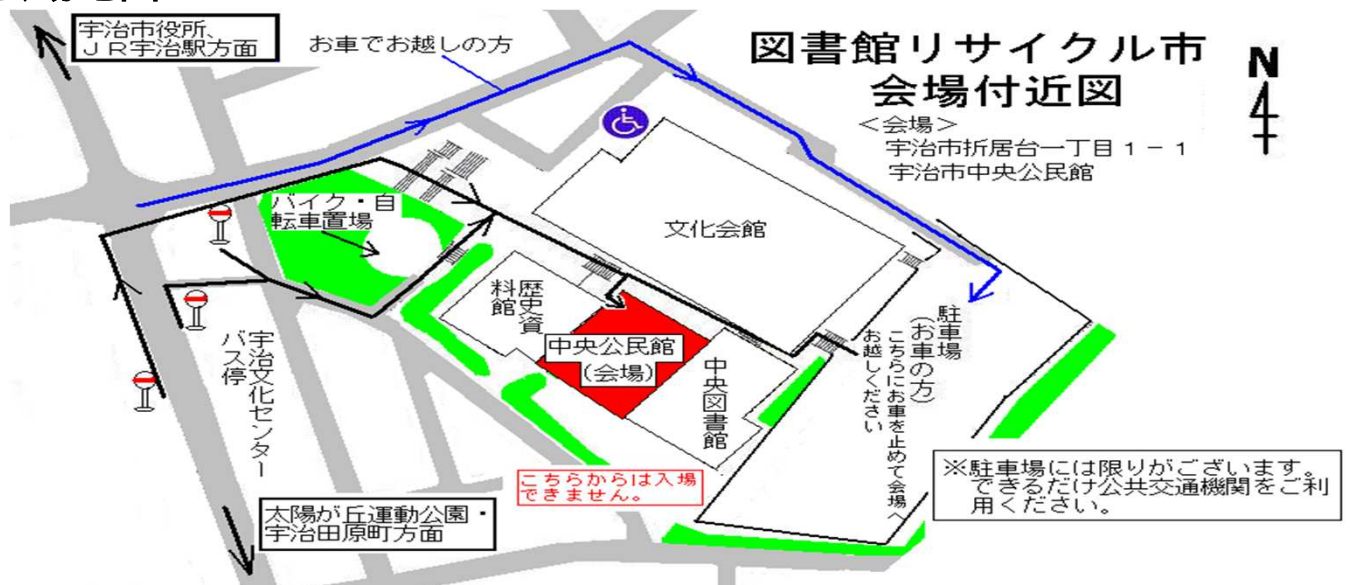 宇治市役所、
ＪＲ宇治駅方面
お車でお越しの方
図書館リサイクル市
会場付近図
N
＜会場＞
宇治市折居台一丁目１－１
宇治市中央公民館
バイク・自
転車置場
文化会館
歴史資
料館
中央公民館
(会場)
中央図書館
駐車場
(お車の方)
こちらにお車を止めて会場へ
お越しください
宇治文化センター
バス停
こちらからは入場
できません。
※駐車場には限りがございます。
できるだけ公共交通機関をご利
用ください。
太陽が丘運動公園・
宇治田原町方面